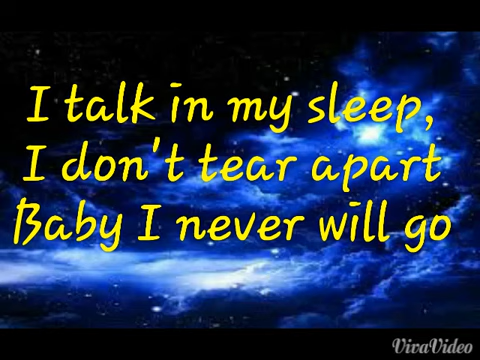 I talk in my sleep,
I don't tear apart
Baby I never will go
VivaVideo